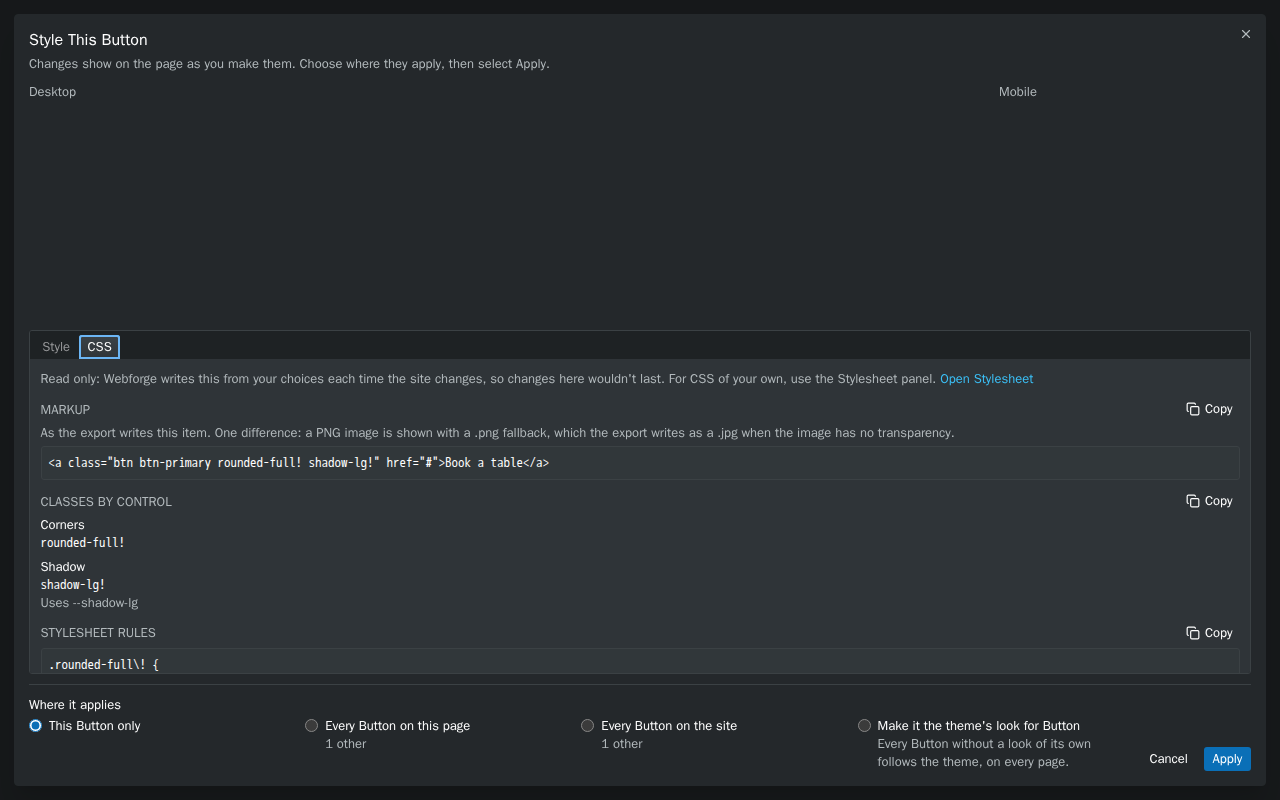 Style This Button
Changes show on the page as you make them. Choose where they apply, then select Apply.
Desktop
Mobile
Style
CSS
Read only: Webforge writes this from your choices each time the site changes, so changes here wouldn't last. For CSS of your own, use the Stylesheet panel. Open Stylesheet
MARKUP
Copy
As the export writes this item. One difference: a PNG image is shown with a .png fallback, which the export writes as a .jpg when the image has no transparency.
<a class="btn btn-primary rounded-full! shadow-lg!" href="#">Book a table</a>
CLASSES BY CONTROL
Copy
Corners
rounded-full!
Shadow
shadow-lg!
Uses --shadow-lg
STYLESHEET RULES
Copy
.rounded-full\! {
Where it applies
This Button only
Every Button on this page
1 other
Every Button on the site
1 other
Make it the theme's look for Button
Every Button without a look of its own
follows the theme, on every page.
Cancel
Apply